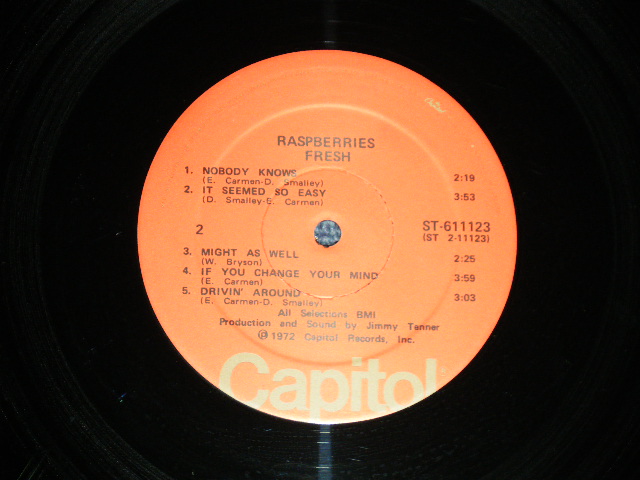 Capitol
RASPBERRIES
FRESH
1. NOBODY KNOWS 2:19
(E. Carmen-D. Smalley)
2. IT SEEMED SO EASY 3:53
(D. Smalley-E. Carmen)
2 ST-611123
(ST 2-11123)
3. MIGHT AS WELL 2:25
(W. Bryson)
4. IF YOU CHANGE YOUR MIND 3:59
(E. Carmen)
5. DRIVIN' AROUND 3:03
(E. Carmen-D. Smalley)
All Selections BMI
Production and Sound by Jimmy Tenner
℗ 1972 Capitol Records, Inc.
Capitol